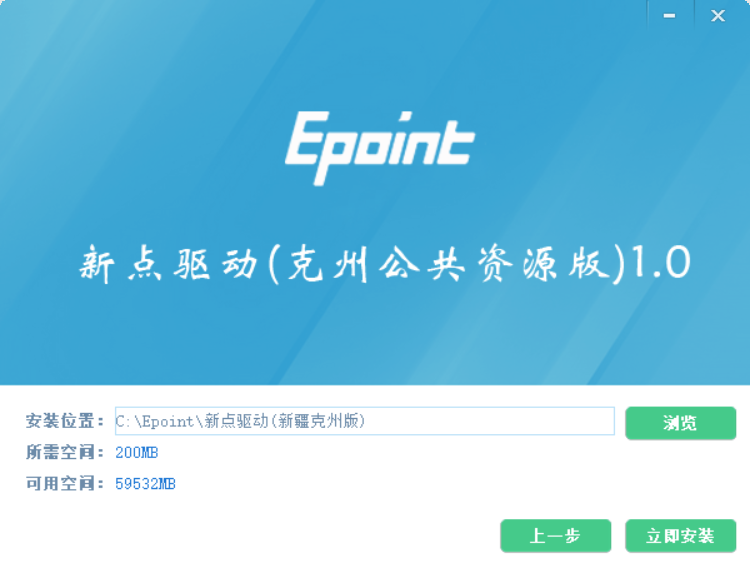 Epoint
新点驱动(克州公共资源版)1.0
安装位置： C:\Epoint\新点驱动(新疆克州版) 浏览
所需空间： 200MB
可用空间： 59532MB
上一步 立即安装